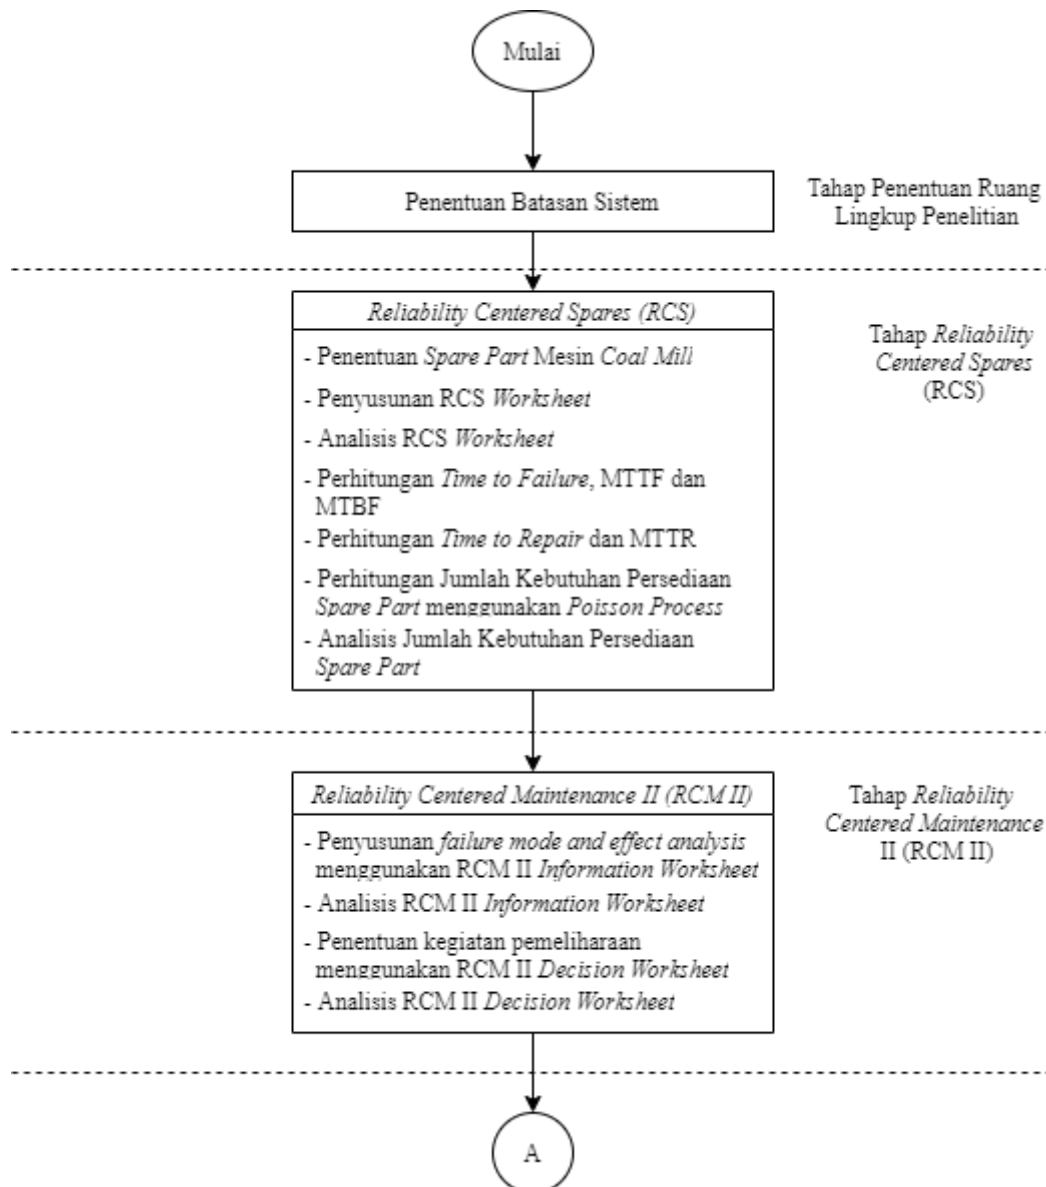 Mulai
Penentuan Batasan Sistem
Tahap Penentuan Ruang
Lingkup Penelitian
Reliability Centered Spares (RCS)
- Penentuan Spare Part Mesin Coal Mill
- Penyusunan RCS Worksheet
- Analisis RCS Worksheet
- Perhitungan Time to Failure, MTTF dan
MTBF
- Perhitungan Time to Repair dan MTTR
- Perhitungan Jumlah Kebutuhan Persediaan
Spare Part menggunakan Poisson Process
- Analisis Jumlah Kebutuhan Persediaan
Spare Part
Tahap Reliability
Centered Spares
(RCS)
Reliability Centered Maintenance II (RCM II)
- Penyusunan failure mode and effect analysis
menggunakan RCM II Information Worksheet
- Analisis RCM II Information Worksheet
- Penentuan kegiatan pemeliharaan
menggunakan RCM II Decision Worksheet
- Analisis RCM II Decision Worksheet
Tahap Reliability
Centered Maintenance
II (RCM II)
A